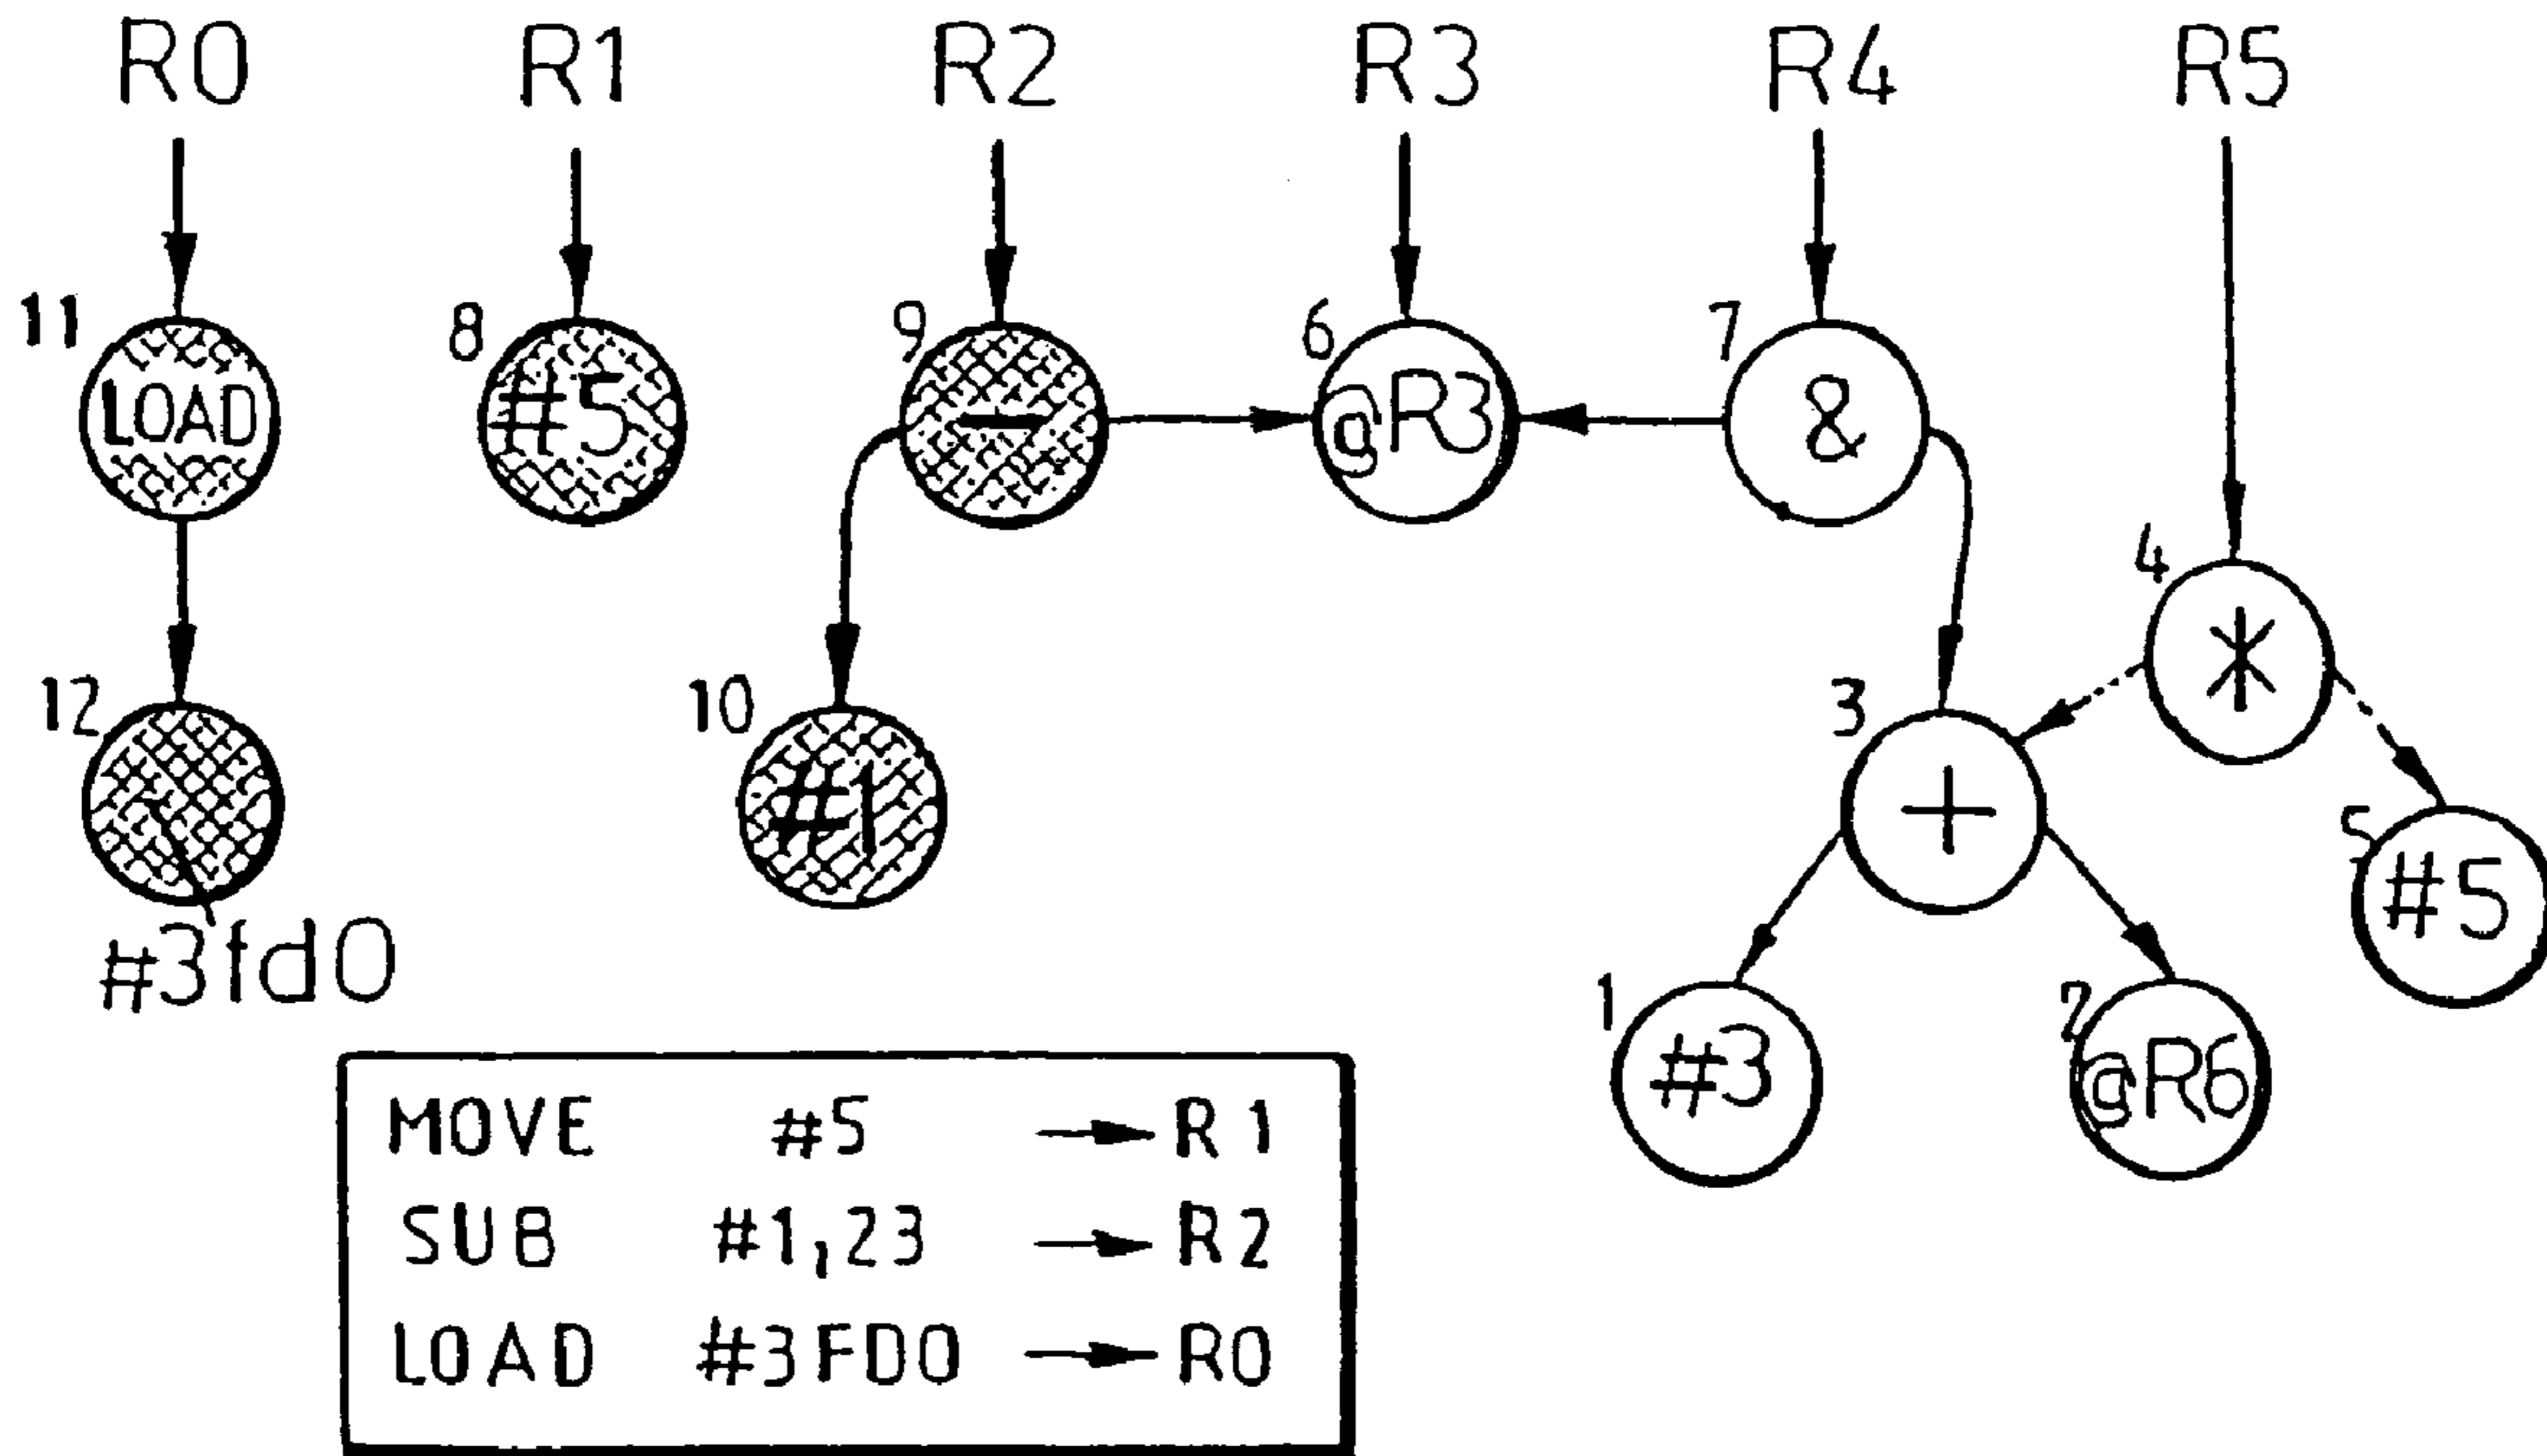 R0 R1 R2 R3 R4 R5
11 8 9 6 7
LOAD #5 - @R3 &
4
*
12 10 3
#1 + 5 #5
#3fd0
1 2
#3 @R6
MOVE #5 → R1
SUB #1,23 → R2
LOAD #3FD0 → R0